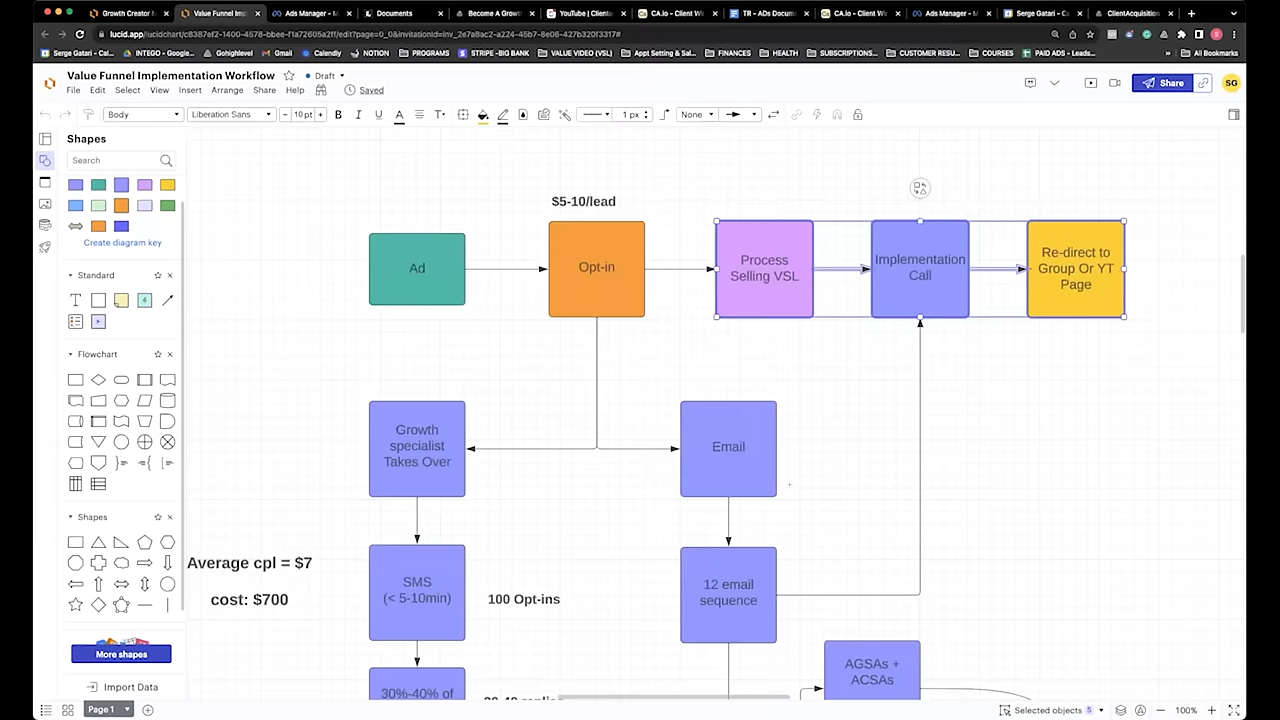 Growth Creator M
Value Funnel Imp
Ads Manager - M
Documents
Become A Growth
YouTube | Client
CA.io - Client W
TR - ADs Docum
CA.io - Client W
Ads Manager - M
Serge Gatari - Ca
ClientAcquisition
lucid.app/lucidchart/c8387ef2-1400-4578-bbee-f1a72605a2ff/edit?page=0_0&invitationId=inv_2e7a8ac2-a224-45b7-8e06-427b320f3317#
Serge Gatari - Cal...
INTEGO - Google...
Gohighlevel
Gmail
Calendly
NOTION
PROGRAMS
STRIPE -BIG BANK
VALUE VIDEO (VSL)
Appt Setting & Sal...
FINANCES
HEALTH
SUBSCRIPTIONS...
CUSTOMER RESU...
COURSES
PAID ADS - Leads...
All Bookmarks
Value Funnel Implementation Workflow
Draft
File Edit Select View Insert Arrange Share Help
Saved
Share
SG
Body
Liberation Sans
10 pt
1 px
None
Shapes
Search
Create diagram key
Standard
Flowchart
Shapes
More shapes
Import Data
$5-10/lead
Ad
Opt-in
Process
Selling VSL
Implementation
Call
Re-direct to
Group Or YT
Page
Growth
specialist
Takes Over
Email
Average cpl = $7
cost: $700
SMS
(< 5-10min)
100 Opt-ins
12 email
sequence
AGSAs +
ACSAs
30%-40% of
Page 1
Selected objects 5
100%